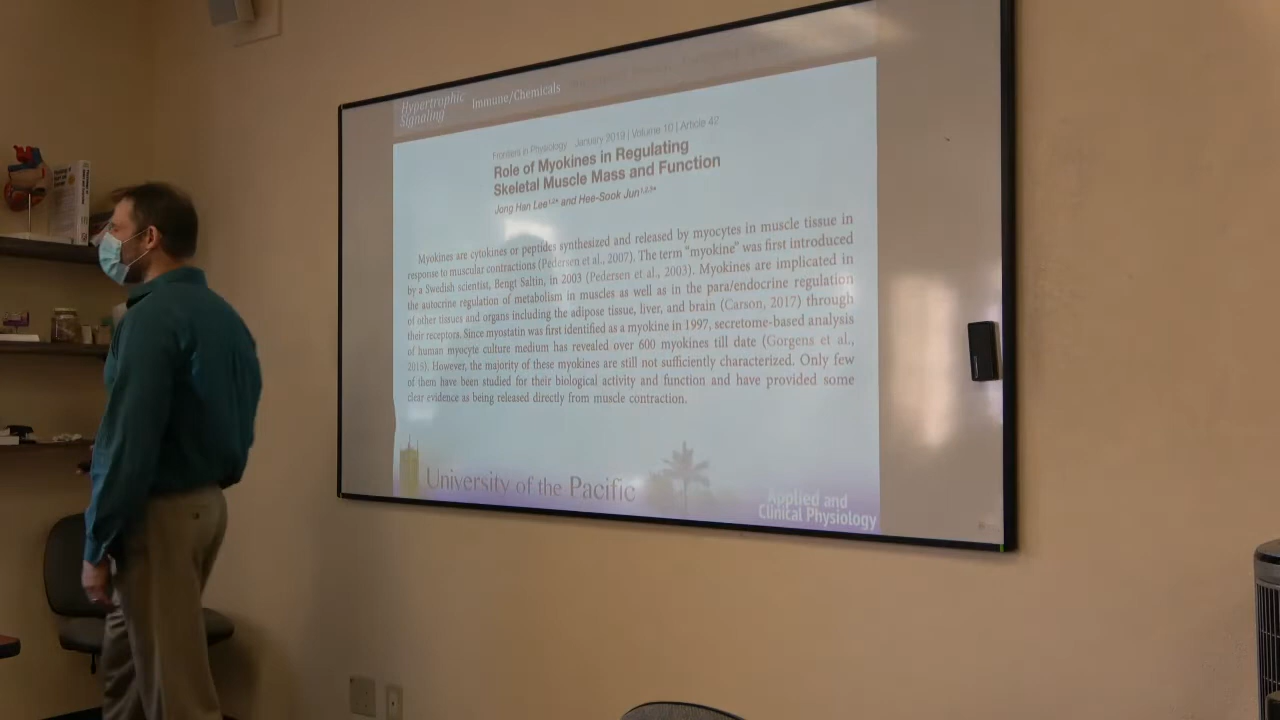 Hypertrophic
Signaling
Immune/Chemicals
Frontiers in Physiology January 2019 | Volume 10 | Article 42
Role of Myokines in Regulating
Skeletal Muscle Mass and Function
Jong Han Lee1,2* and Hee-Sook Jun1,2,3*
Myokines are cytokines or peptides synthesized and released by myocytes in muscle tissue in
response to muscular contractions (Pedersen et al., 2007). The term "myokine" was first introduced
by a Swedish scientist, Bengt Saltin, in 2003 (Pedersen et al., 2003). Myokines are implicated in
the autocrine regulation of metabolism in muscles as well as in the para/endocrine regulation
of other tissues and organs including the adipose tissue, liver, and brain (Carson, 2017) through
their receptors. Since myostatin was first identified as a myokine in 1997, secretome-based analysis
of human myocyte culture medium has revealed over 600 myokines till date (Gorgens et al.,
2015). However, the majority of these myokines are still not sufficiently characterized. Only few
of them have been studied for their biological activity and function and have provided some
clear evidence as being released directly from muscle contraction.
University of the Pacific
Applied and
Clinical Physiology